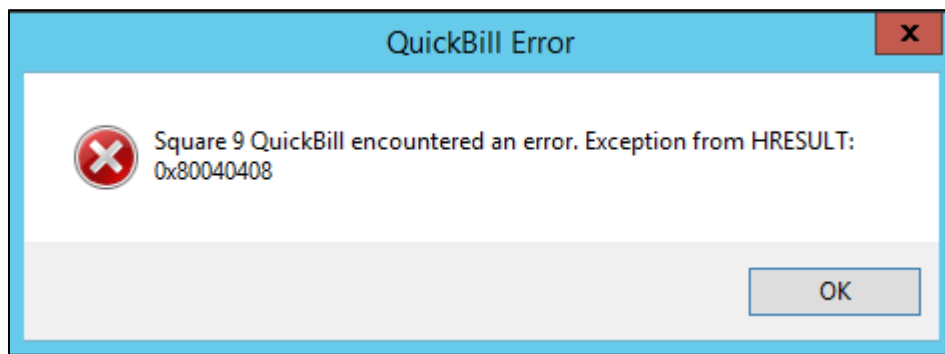 QuickBill Error
x
Square 9 QuickBill encountered an error. Exception from HRESULT:
0x80040408
OK